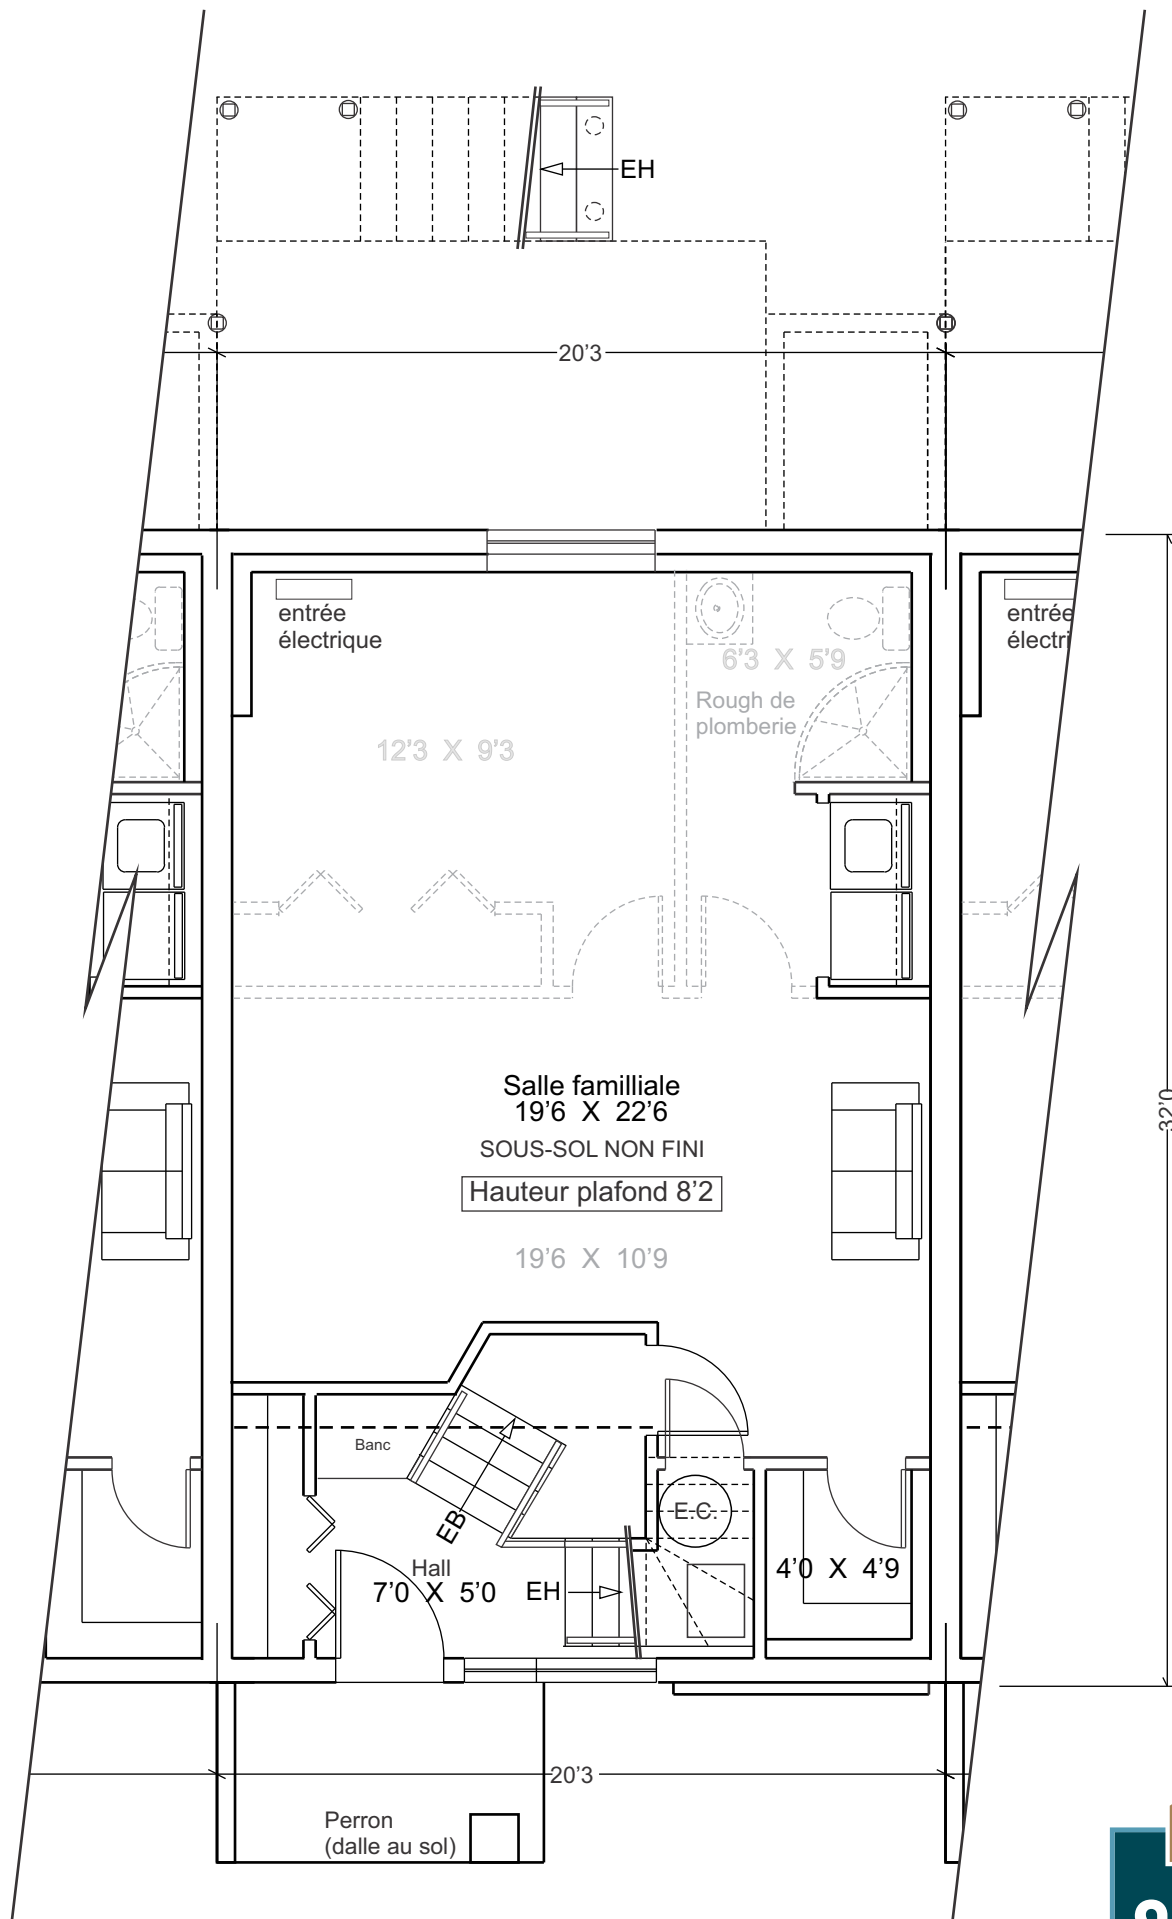 EH
20'3
entrée
électrique
entrée
électri
6'3 X 5'9
Rough de
plomberie
12'3 X 9'3
Salle familliale
19'6 X 22'6
SOUS-SOL NON FINI
Hauteur plafond 8'2
32'0
19'6 X 10'9
Banc
EB
E.C.
Hall
7'0 X 5'0
EH
4'0 X 4'9
20'3
Perron
(dalle au sol)